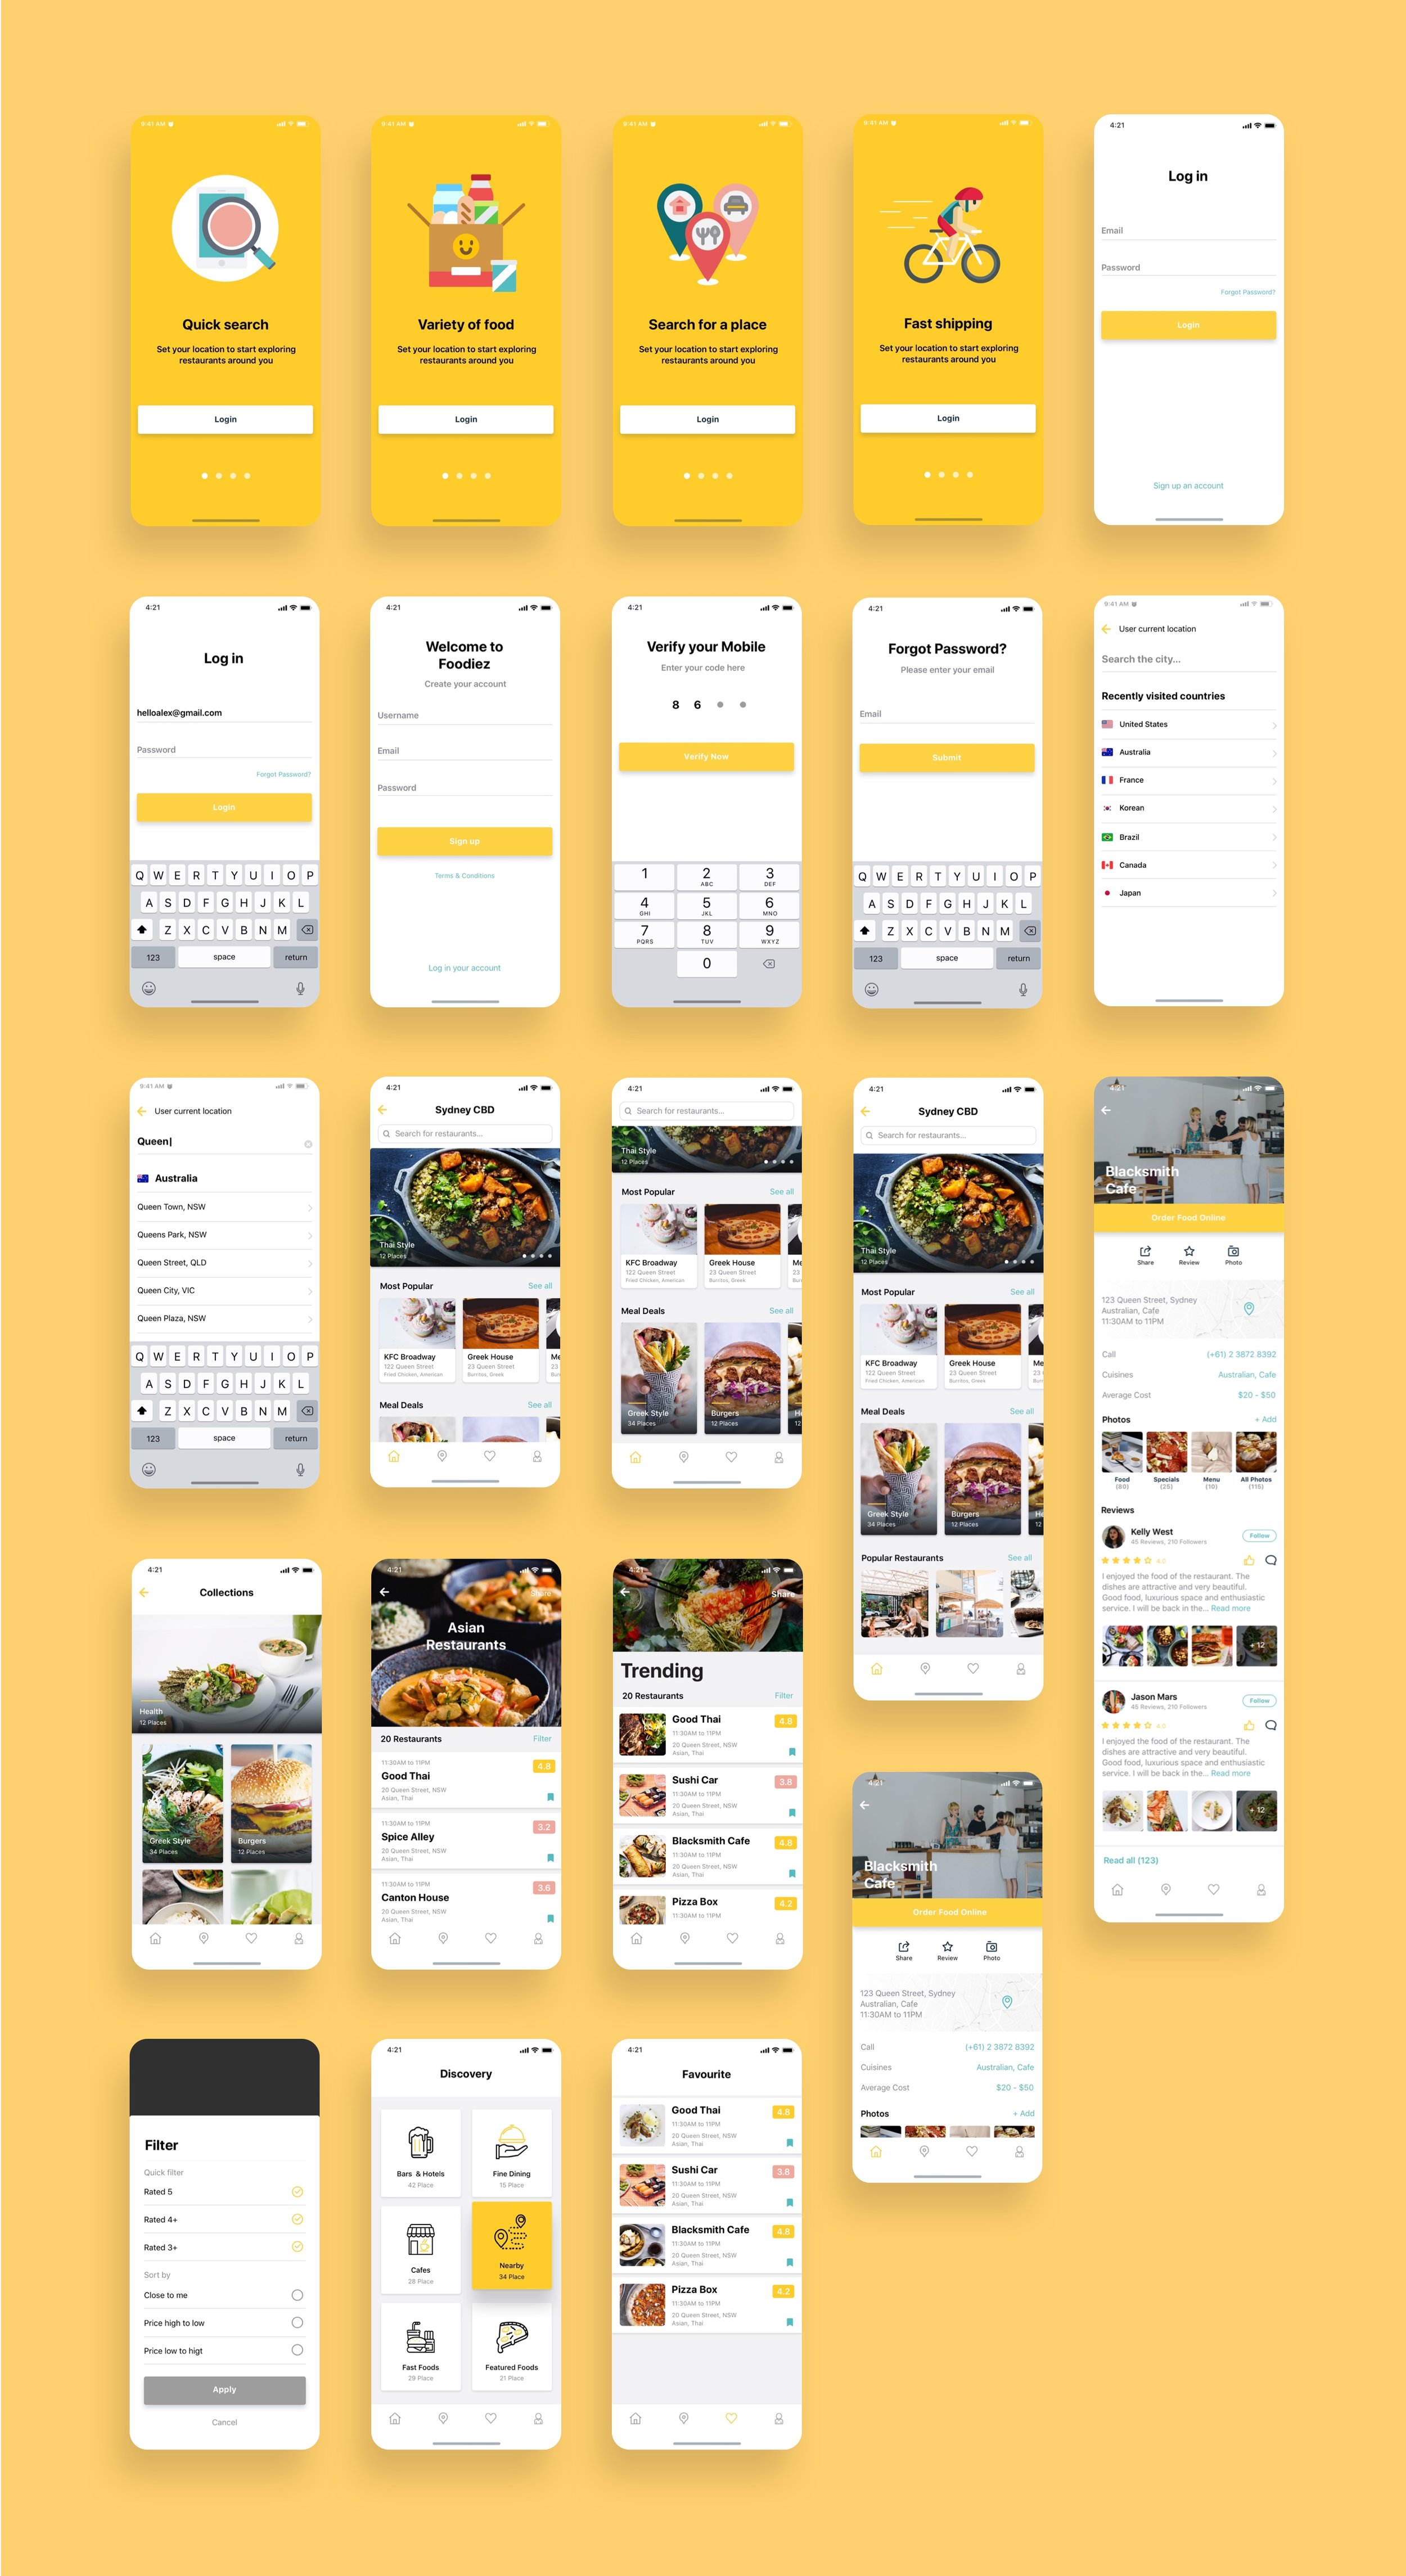 9:41 AM
Quick search
Set your location to start exploring
restaurants around you
Login
9:41 AM
Variety of food
Set your location to start exploring
restaurants around you
Login
9:41 AM
Search for a place
Set your location to start exploring
restaurants around you
Login
9:41 AM
Fast shipping
Set your location to start exploring
restaurants around you
Login
4:21
Log in
Email
Password
Forgot Password?
Login
Sign up an account
4:21
Log in
helloalex@gmail.com
Password
Forgot Password?
Login
Q W E R T Y U I O P
A S D F G H J K L
Z X C V B N M
123 space return
4:21
Welcome to
Foodiez
Create your account
Username
Email
Password
Sign up
Terms & Conditions
Log in your account
4:21
Verify your Mobile
Enter your code here
8 6
Verify Now
1 2 3
ABC DEF
4 5 6
GHI JKL MNO
7 8 9
PQRS TUV WXYZ
0
4:21
Forgot Password?
Please enter your email
Email
Submit
Q W E R T Y U I O P
A S D F G H J K L
Z X C V B N M
123 space return
9:41 AM
User current location
Search the city...
Recently visited countries
United States
Australia
France
Korean
Brazil
Canada
Japan
9:41 AM
User current location
Queen
Australia
Queen Town, NSW
Queens Park, NSW
Queen Street, QLD
Queen City, VIC
Queen Plaza, NSW
Q W E R T Y U I O P
A S D F G H J K L
Z X C V B N M
123 space return
4:21
Sydney CBD
Search for restaurants...
Thai Style
12 Places
Most Popular See all
KFC Broadway Greek House Me
122 Queen Street 23 Queen Street
Fried Chicken, American Burritos, Greek
Meal Deals See all
4:21
Search for restaurants...
Thai Style
12 Places
Most Popular See all
KFC Broadway Greek House Me
122 Queen Street 23 Queen Street
Fried Chicken, American Burritos, Greek
Meal Deals See all
Greek Style Burgers He
34 Places 12 Places 12
4:21
Sydney CBD
Search for restaurants...
Thai Style
12 Places
Most Popular See all
KFC Broadway Greek House Me
122 Queen Street 23 Queen Street
Fried Chicken, American Burritos, Greek
Meal Deals See all
Greek Style Burgers He
34 Places 12 Places 12
Popular Restaurants See all
4:21
Blacksmith
Cafe
Order Food Online
Share Review Photo
123 Queen Street, Sydney
Australian, Cafe
11:30AM to 11PM
Call (+61) 2 3872 8392
Cuisines Australian, Cafe
Average Cost $20 - $50
Photos + Add
Food Specials Menu All Photos
(80) (25) (10) (115)
Reviews
Kelly West Follow
45 Reviews, 210 Followers
4.0
I enjoyed the food of the restaurant. The
dishes are attractive and very beautiful.
Good food, luxurious space and enthusiastic
service. I will be back in the... Read more
+ 12
Jason Mars Follow
45 Reviews, 210 Followers
4.0
I enjoyed the food of the restaurant. The
dishes are attractive and very beautiful.
Good food, luxurious space and enthusiastic
service. I will be back in the... Read more
+ 12
Read all (123)
4:21
Collections
Health
12 Places
Greek Style Burgers
34 Places 12 Places
4:21
Asian
Restaurants
20 Restaurants Filter
11:30AM to 11PM 4.8
Good Thai
20 Queen Street, NSW
Asian, Thai
11:30AM to 11PM 3.2
Spice Alley
20 Queen Street, NSW
Asian, Thai
11:30AM to 11PM 3.6
Canton House
20 Queen Street, NSW
Asian, Thai
4:21
Share
Trending
20 Restaurants Filter
Good Thai 4.8
11:30AM to 11PM
20 Queen Street, NSW
Asian, Thai
Sushi Car 3.8
11:30AM to 11PM
20 Queen Street, NSW
Asian, Thai
Blacksmith Cafe 4.8
11:30AM to 11PM
20 Queen Street, NSW
Asian, Thai
Pizza Box 4.2
11:30AM to 11PM
4:21
Blacksmith
Cafe
Order Food Online
Share Review Photo
123 Queen Street, Sydney
Australian, Cafe
11:30AM to 11PM
Call (+61) 2 3872 8392
Cuisines Australian, Cafe
Average Cost $20 - $50
Photos + Add
Filter
Quick filter
Rated 5
Rated 4+
Rated 3+
Sort by
Close to me
Price high to low
Price low to higt
Apply
Cancel
4:21
Discovery
Bars & Hotels Fine Dining
42 Place 15 Place
Cafes Nearby
28 Place 34 Place
Fast Foods Featured Foods
29 Place 21 Place
4:21
Favourite
Good Thai 4.8
11:30AM to 11PM
20 Queen Street, NSW
Asian, Thai
Sushi Car 3.8
11:30AM to 11PM
20 Queen Street, NSW
Asian, Thai
Blacksmith Cafe 4.8
11:30AM to 11PM
20 Queen Street, NSW
Asian, Thai
Pizza Box 4.2
11:30AM to 11PM
20 Queen Street, NSW
Asian, Thai